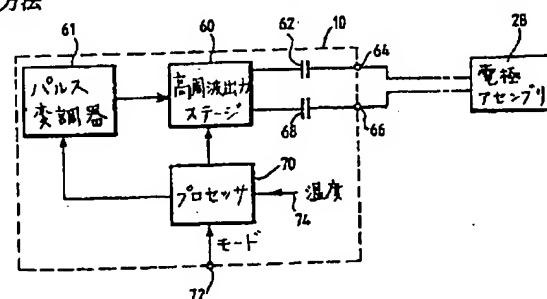 方法
61
60
62
10
64
28
パルス
変調器
高周波出力
ステージ
電極
アセンブリ
68
66
70
プロセッサ
温度
74
モード
72